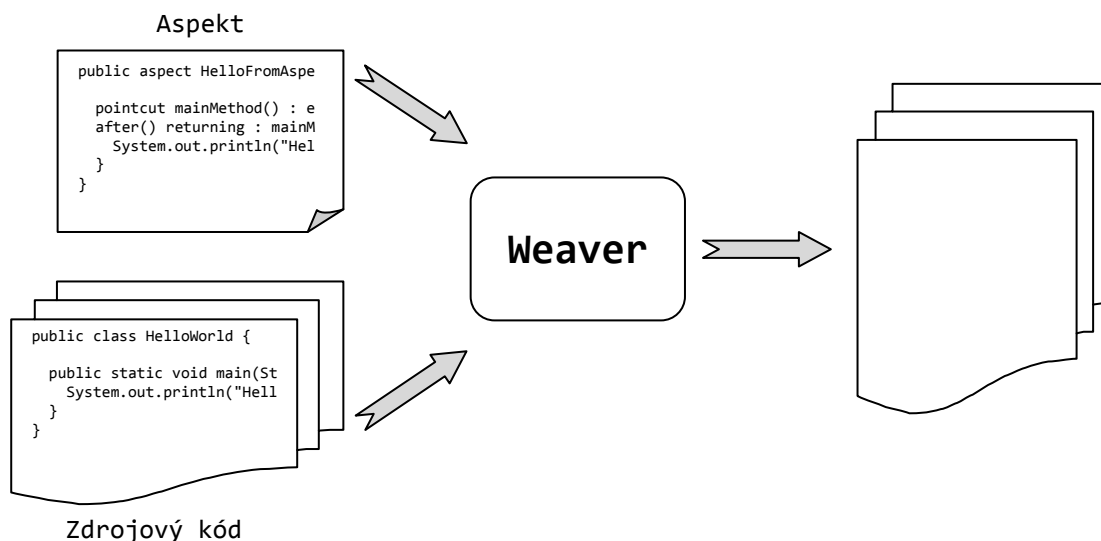 Aspekt
public aspect HelloFromAspe
pointcut mainMethod() : e
after() returning : mainM
System.out.println("Hel
}
}
Weaver
public class HelloWorld {
public static void main(St
System.out.println("Hell
}
}
Zdrojový kód